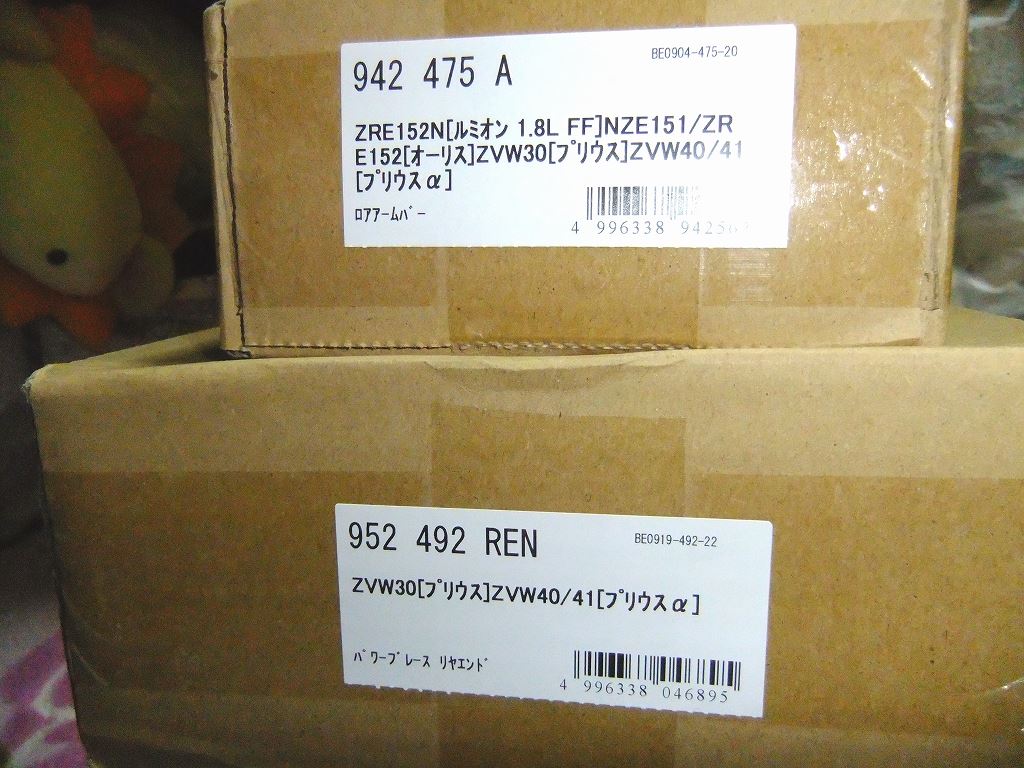 942 475 A
BE0904-475-20
ZRE152N[ルミオン 1.8L FF]NZE151/ZR
E152[オーリス]ZVW30[プリウス]ZVW40/41
[プリウスα]
ロアアームバー
4 996338
952 492 REN
BE0919-492-22
ZVW30[プリウス]ZVW40/41[プリウスα]
パワーブレース リヤエンド
4 996338 046895